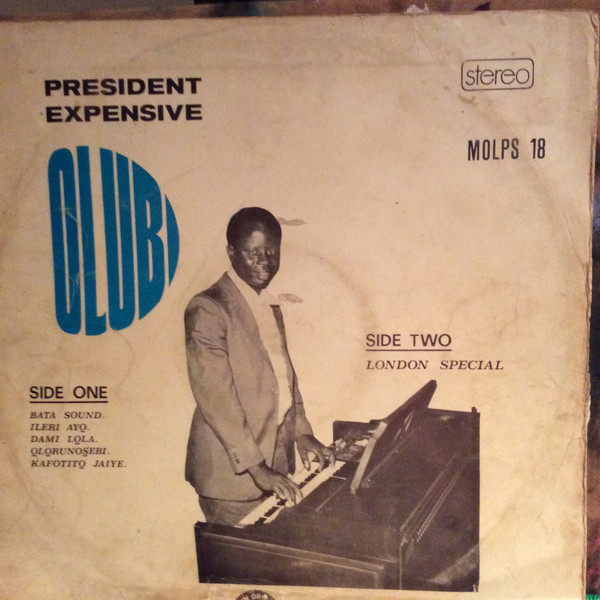 PRESIDENT
EXPENSIVE
stereo
MOLPS 18
OLUBI
SIDE TWO
LONDON SPECIAL
SIDE ONE
BATA SOUND.
ILERI AYỌ.
DAMI LỌLA.
ỌLỌRUNOṢEBI.
KAFOTITỌ JAIYE.